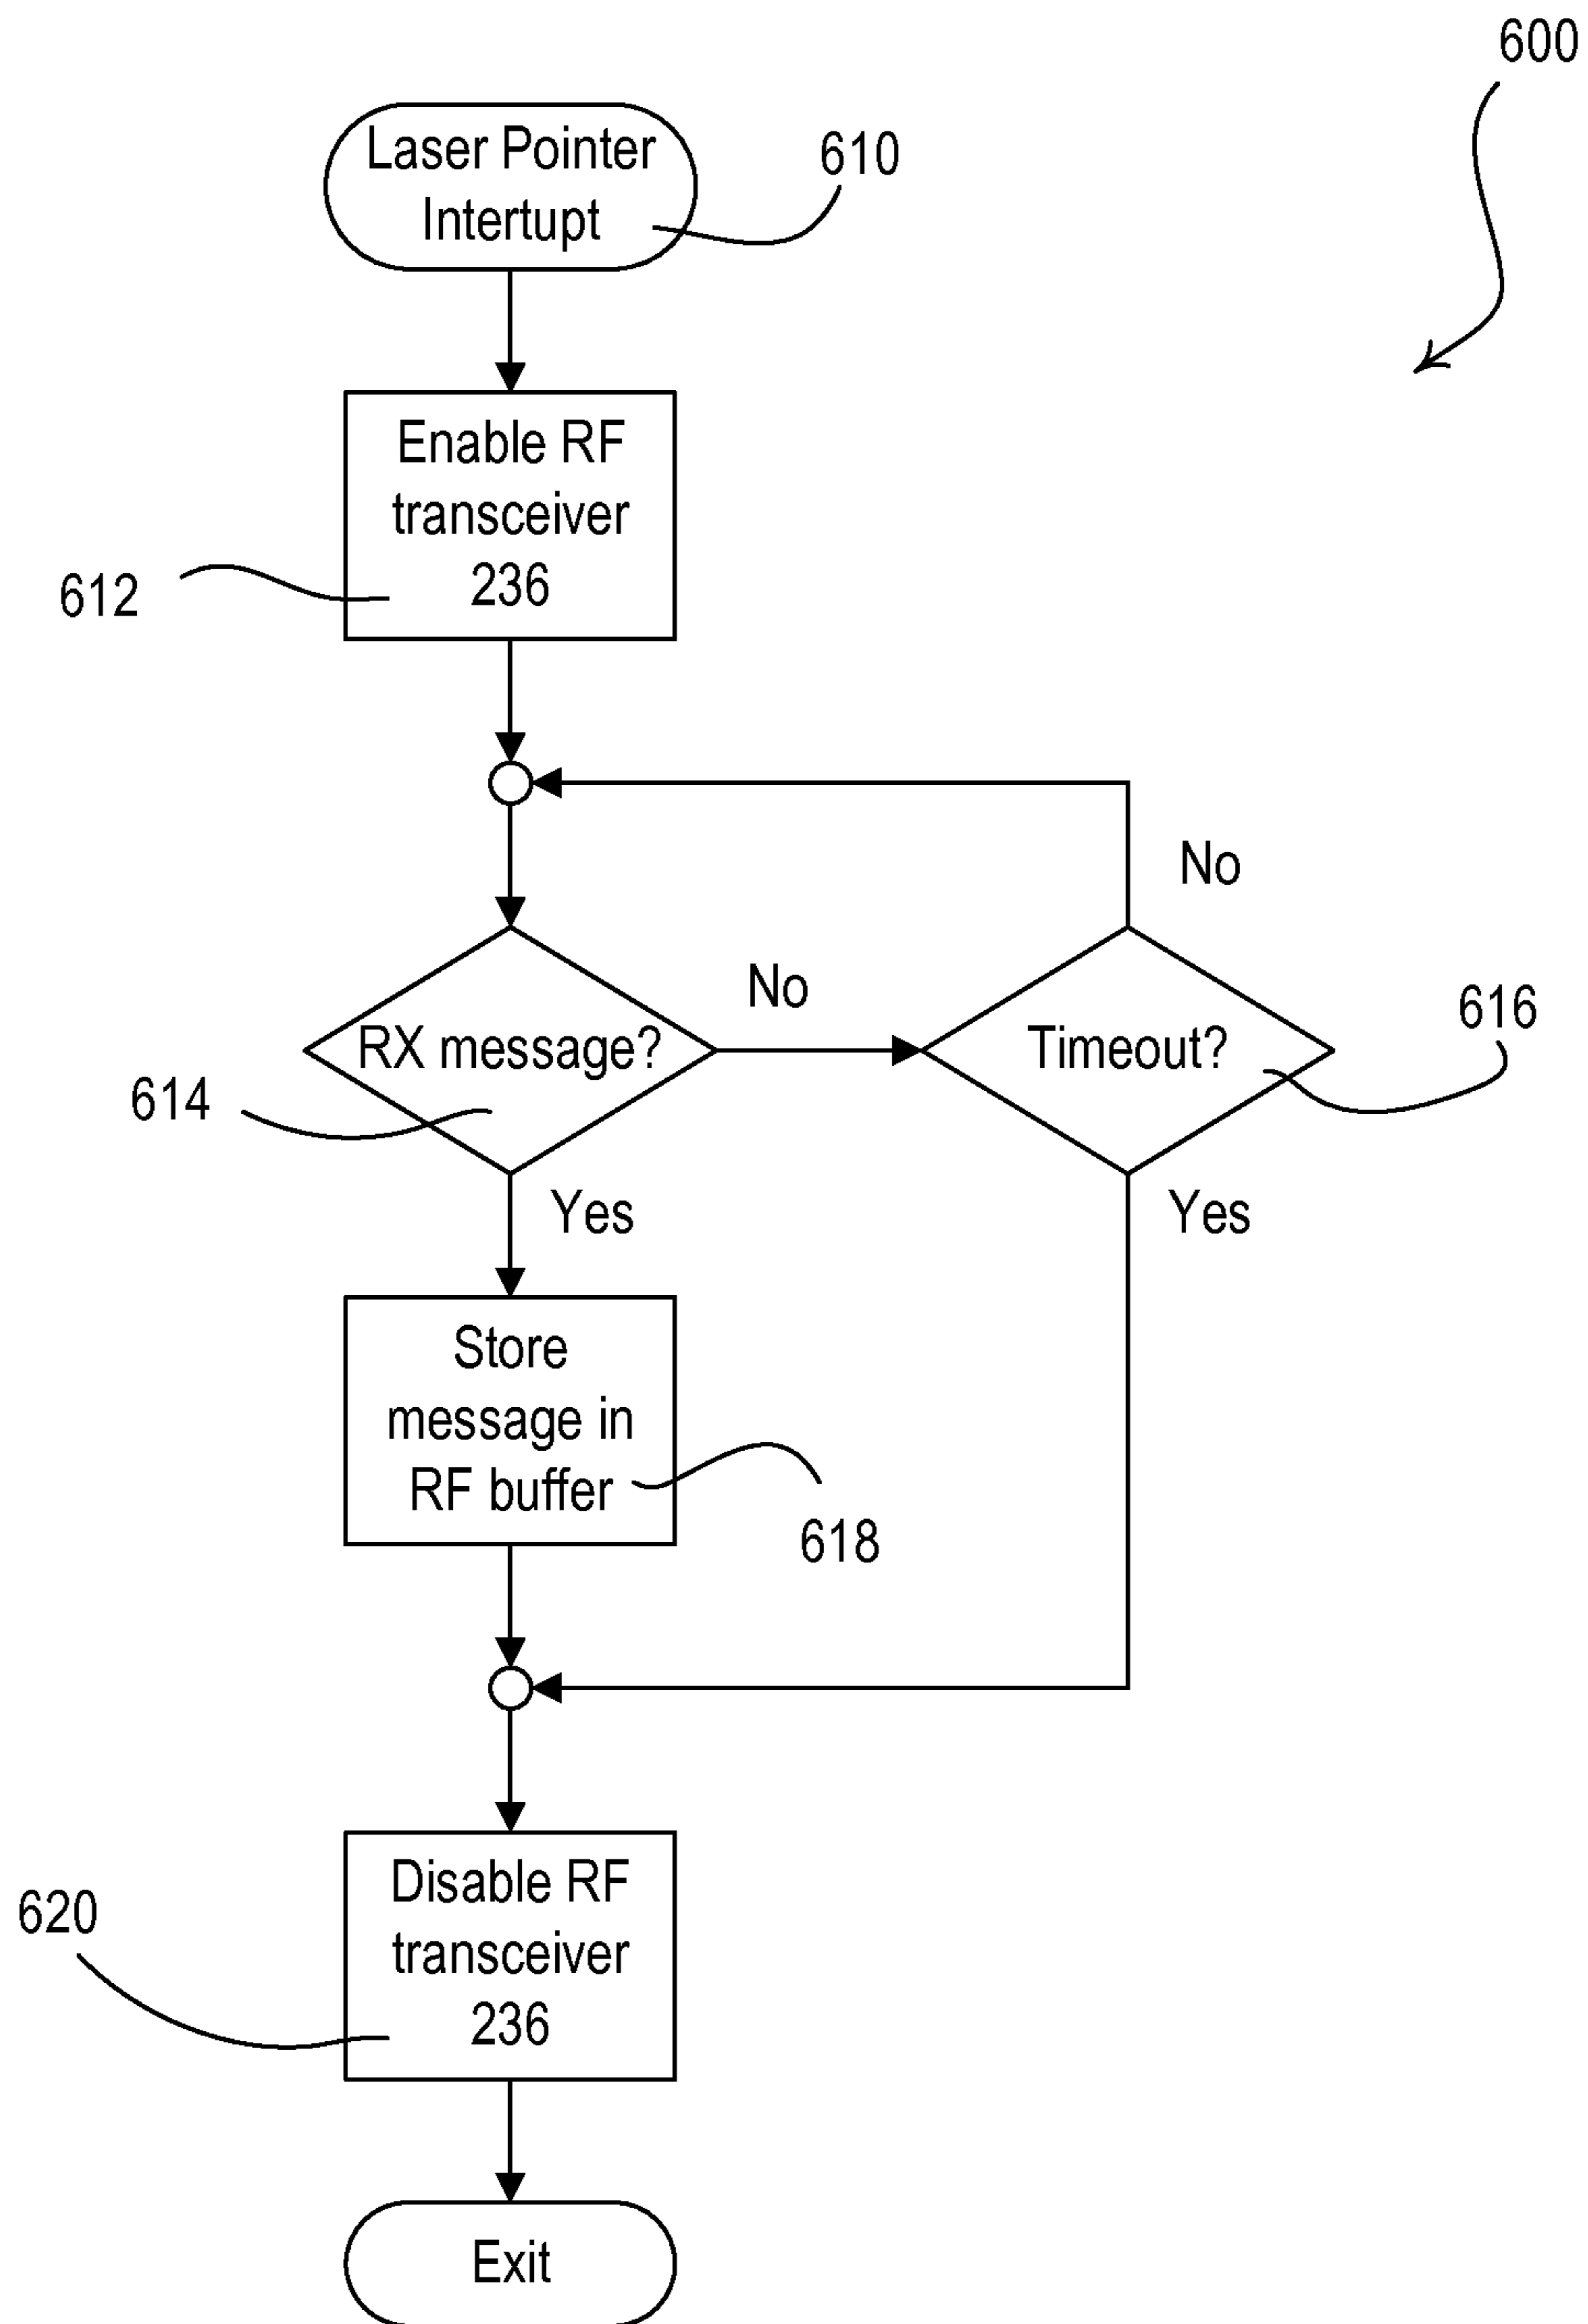 600
Laser Pointer
Intertupt
610
Enable RF
transceiver
236
612
No
RX message?
No
Timeout?
616
614
Yes
Yes
Store
message in
RF buffer
618
Disable RF
transceiver
236
620
Exit